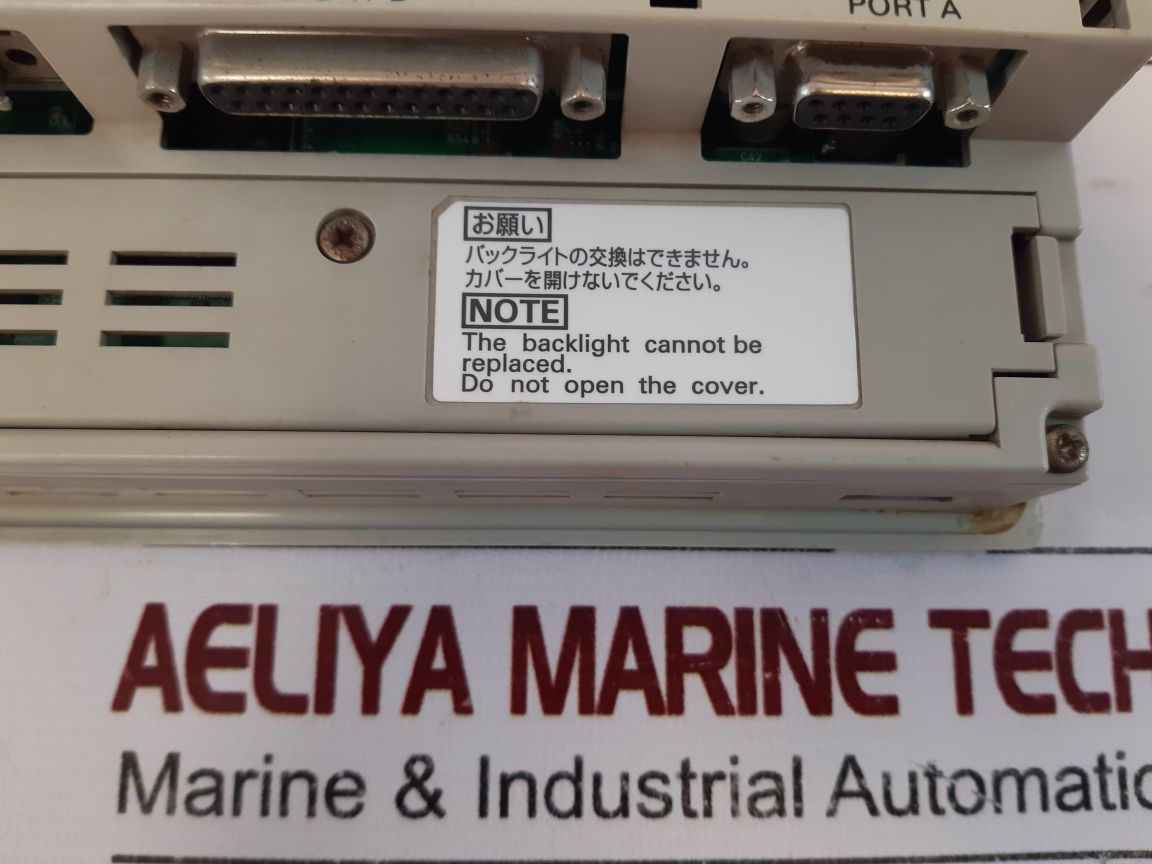 PORT A
お願い
バックライトの交換はできません。
カバーを開けないでください。
NOTE
The backlight cannot be
replaced.
Do not open the cover.
AELIYA MARINE TECH
Marine & Industrial Automatic